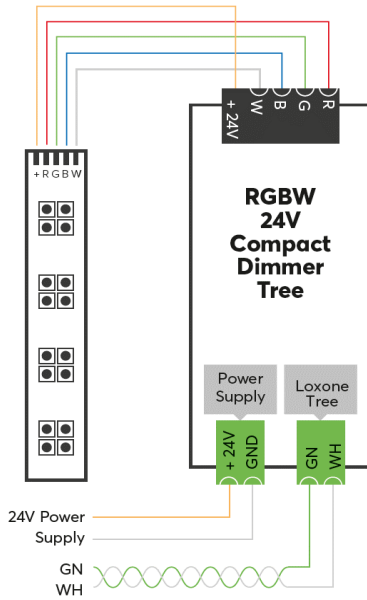 + 24V W B G R
+ R G B W
RGBW
24V
Compact
Dimmer
Tree
Power
Supply
Loxone
Tree
+ 24V GND
GN WH
24V Power
Supply
GN
WH